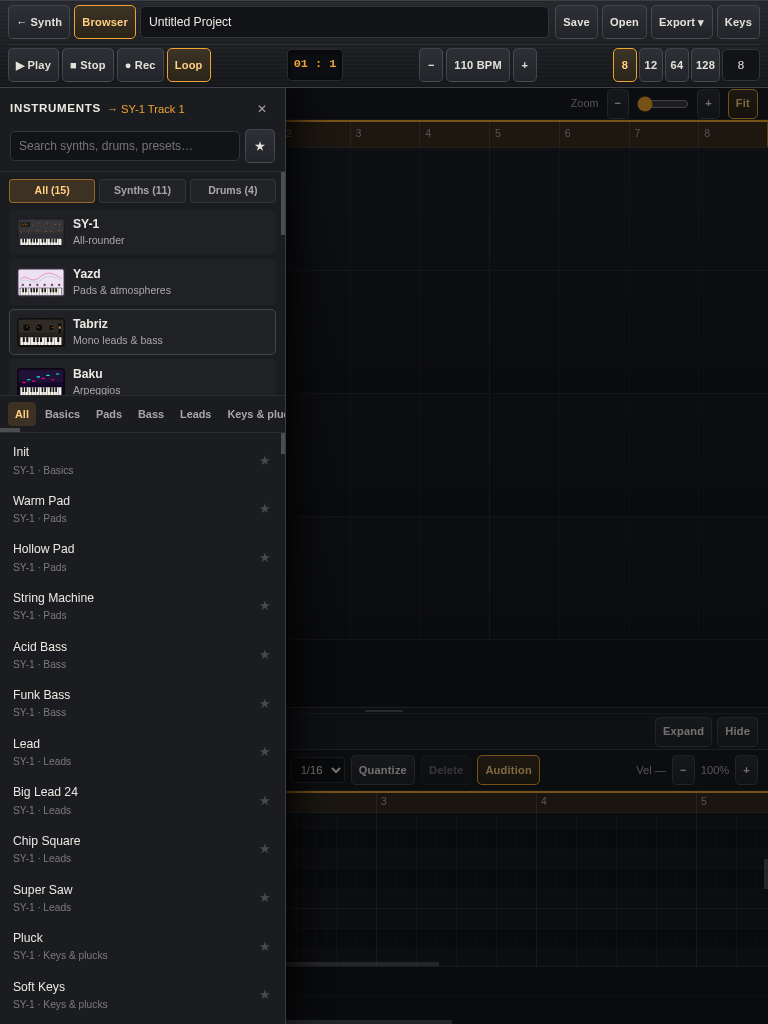 ← Synth Browser Untitled Project Save Open Export ▾ Keys
▶ Play ■ Stop ● Rec Loop 01 : 1 − 110 BPM + 8 12 64 128 8
INSTRUMENTS → SY-1 Track 1 ✕
Zoom − + Fit
2 3 4 5 6 7 8
Search synths, drums, presets… ★
All (15) Synths (11) Drums (4)
SY-1
All-rounder
Yazd
Pads & atmospheres
Tabriz
Mono leads & bass
Baku
Arpeggios
All Basics Pads Bass Leads Keys & plu
Init
SY-1 · Basics
Warm Pad
SY-1 · Pads
Hollow Pad
SY-1 · Pads
String Machine
SY-1 · Pads
Acid Bass
SY-1 · Bass
Funk Bass
SY-1 · Bass
Lead
SY-1 · Leads
Big Lead 24
SY-1 · Leads
Chip Square
SY-1 · Leads
Super Saw
SY-1 · Leads
Pluck
SY-1 · Keys & plucks
Soft Keys
SY-1 · Keys & plucks
Expand Hide
1/16 Quantize Delete Audition Vel — − 100% +
3 4 5